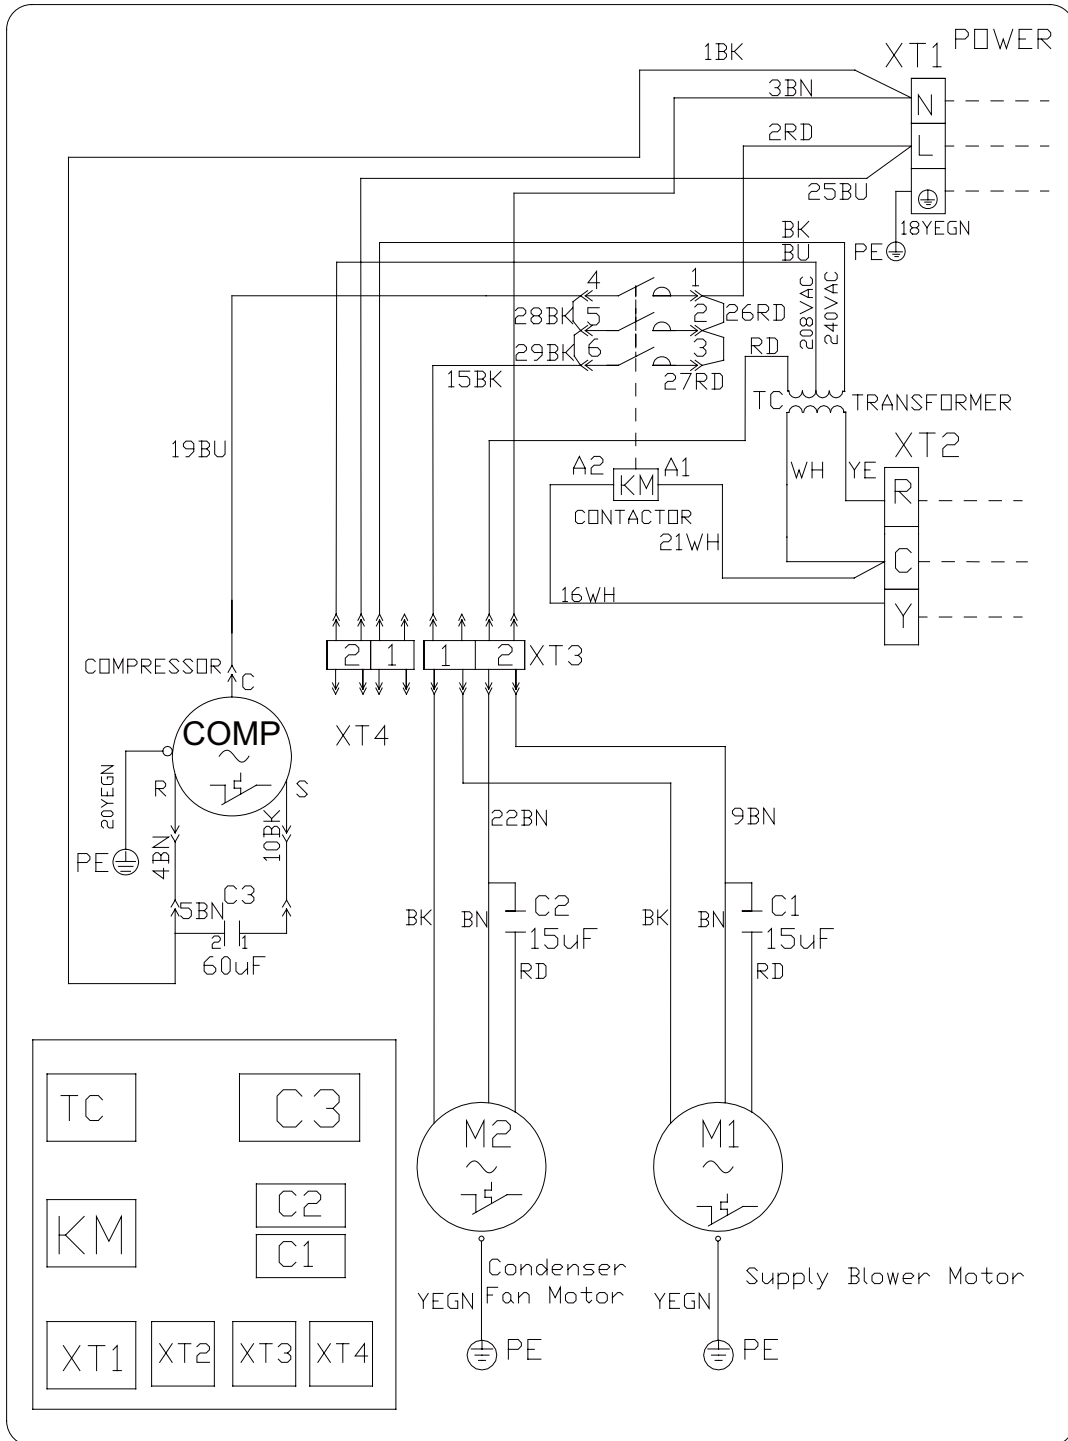 POWER
XT1
1BK
3BN
N
2RD
L
25BU
18YEGN
BK
BU
PE
4
1
208VAC
240VAC
28BK
5
2
26RD
29BK
6
3
RD
15BK
27RD
TC
TRANSFORMER
19BU
XT2
A2
KM
A1
WH
YE
R
CONTACTOR
21WH
C
16WH
Y
COMPRESSOR
C
2
1
1
2
XT3
XT4
COMP
R
S
20YEGN
PE
4BN
10BK
22BN
9BN
5BN
C3
2
1
60uF
BK
BN
C2
15uF
RD
BK
BN
C1
15uF
RD
TC
C3
M2
M1
KM
C2
C1
Condenser
Fan Motor
Supply Blower Motor
YEGN
YEGN
PE
PE
XT1
XT2
XT3
XT4